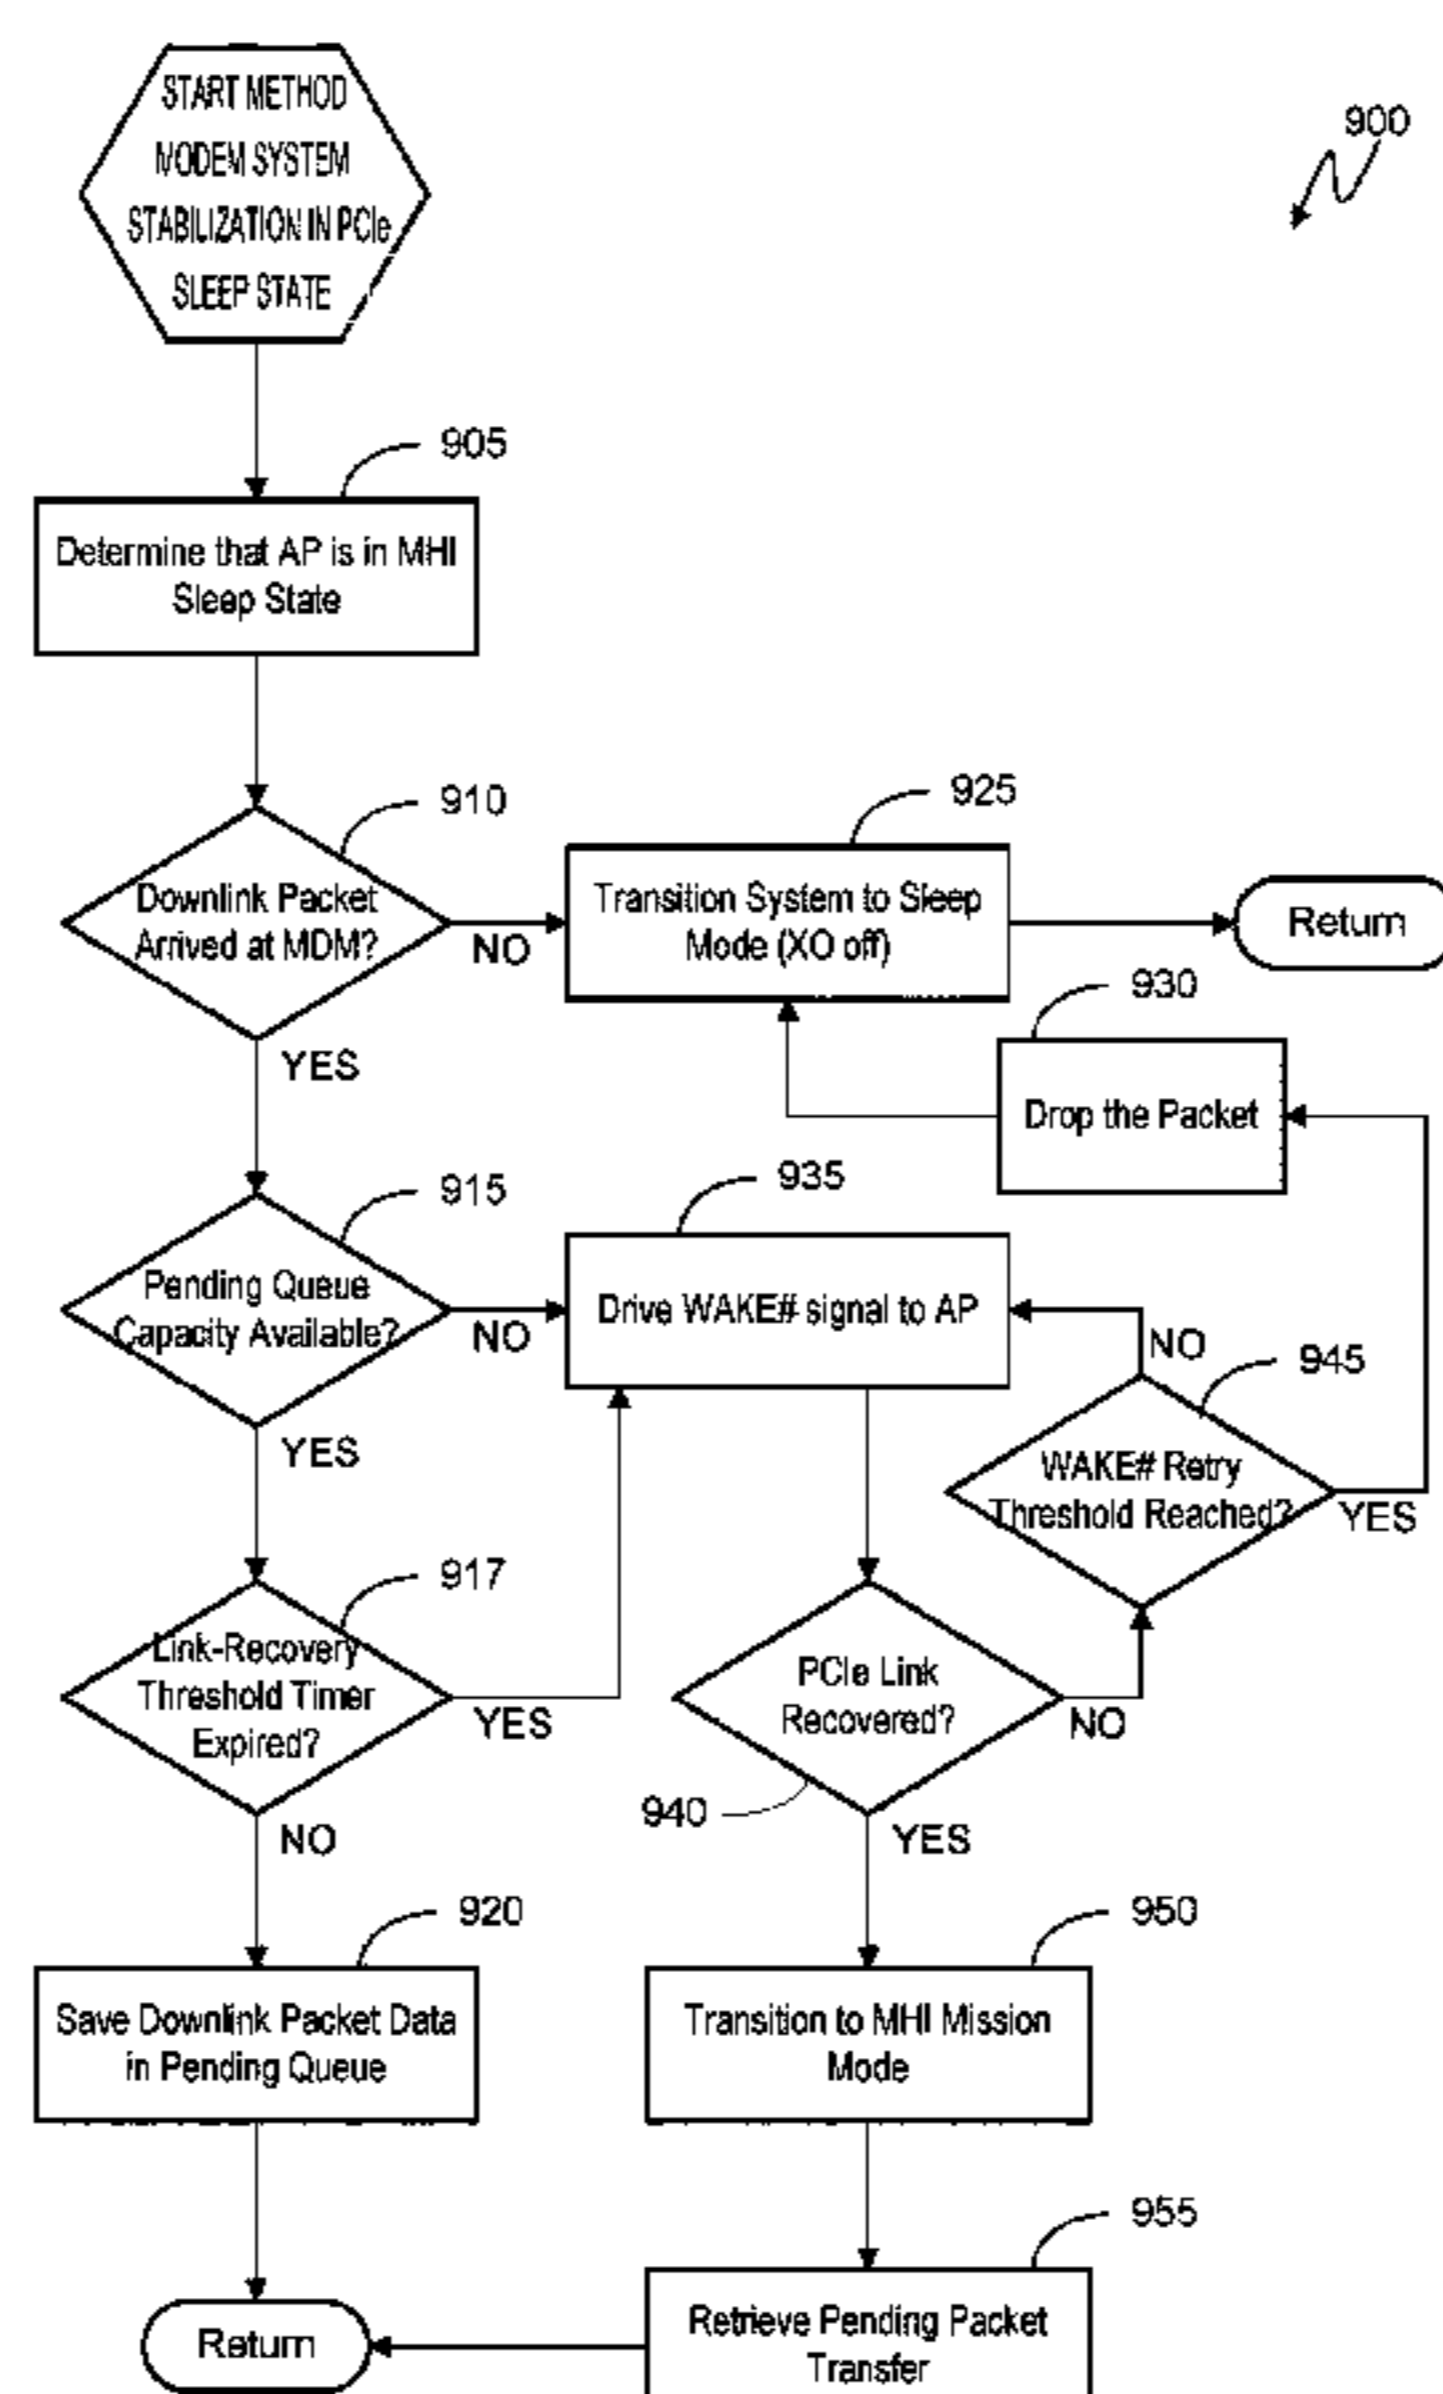 START METHOD
MODEM SYSTEM
STABILIZATION IN PCIe
SLEEP STATE
900
905
Determine that AP is in MHI
Sleep State
910
Downlink Packet
Arrived at MDM?
NO
YES
925
Transition System to Sleep
Mode (XO off)
Return
930
Drop the Packet
915
Pending Queue
Capacity Available?
NO
YES
935
Drive WAKE# signal to AP
NO
945
WAKE# Retry
Threshold Reached?
YES
917
Link-Recovery
Threshold Timer
Expired?
YES
NO
PCIe Link
Recovered?
NO
940
YES
920
Save Downlink Packet Data
in Pending Queue
950
Transition to MHI Mission
Mode
955
Retrieve Pending Packet
Transfer
Return